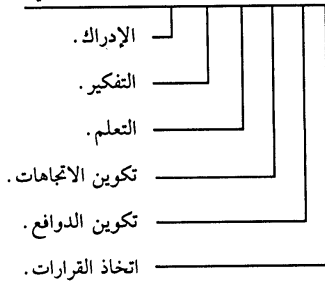 الإدراك .
التفكير .
التعلم .
تكوين الاتجاهات .
تكوين الدوافع .
اتخاذ القرارات .